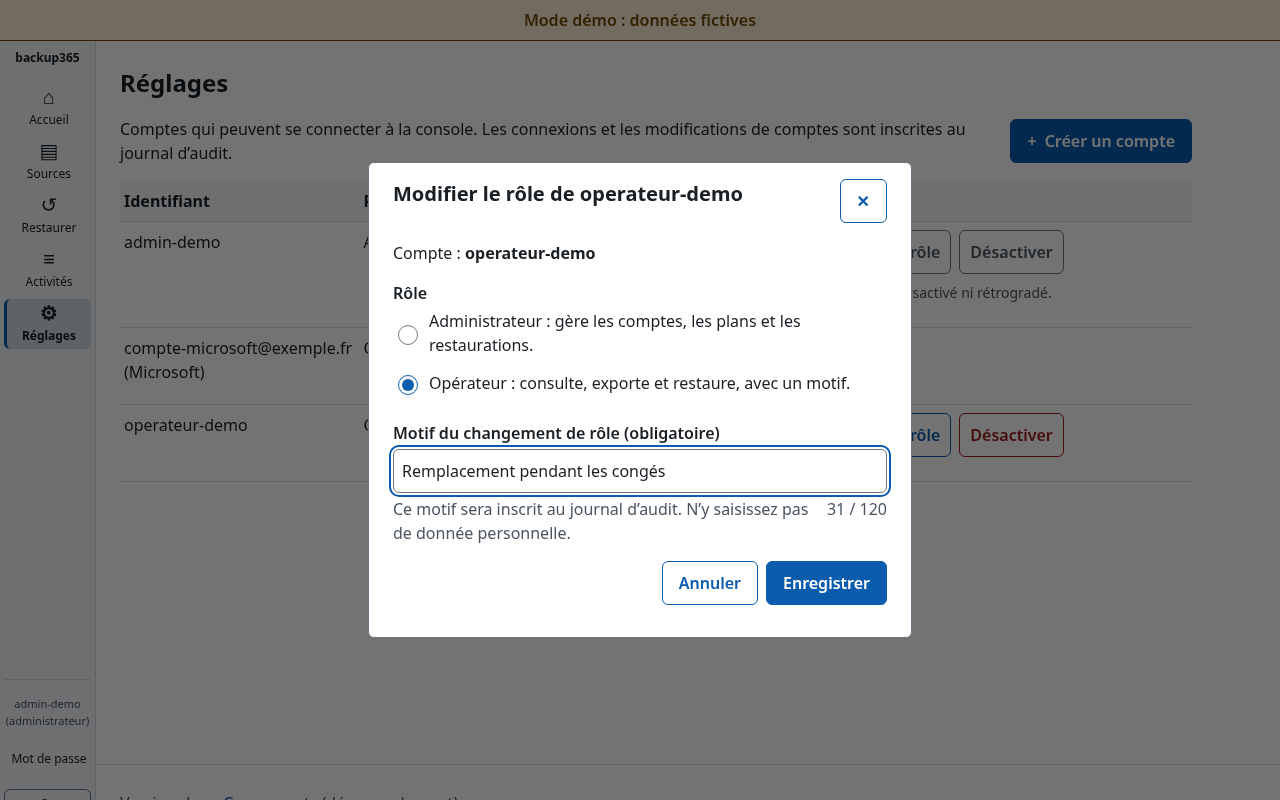 Mode démo : données fictives
backup365
Accueil
Sources
Restaurer
Activités
Réglages
admin-demo
(administrateur)
Mot de passe
Réglages
Comptes qui peuvent se connecter à la console. Les connexions et les modifications de comptes sont inscrites au
journal d’audit.
+ Créer un compte
Identifiant
admin-demo
rôle
Désactiver
sactivé ni rétrogradé.
compte-microsoft@exemple.fr
(Microsoft)
operateur-demo
rôle
Désactiver
Modifier le rôle de operateur-demo
×
Compte : operateur-demo
Rôle
Administrateur : gère les comptes, les plans et les
restaurations.
Opérateur : consulte, exporte et restaure, avec un motif.
Motif du changement de rôle (obligatoire)
Remplacement pendant les congés
Ce motif sera inscrit au journal d’audit. N’y saisissez pas
de donnée personnelle.
31 / 120
Annuler
Enregistrer